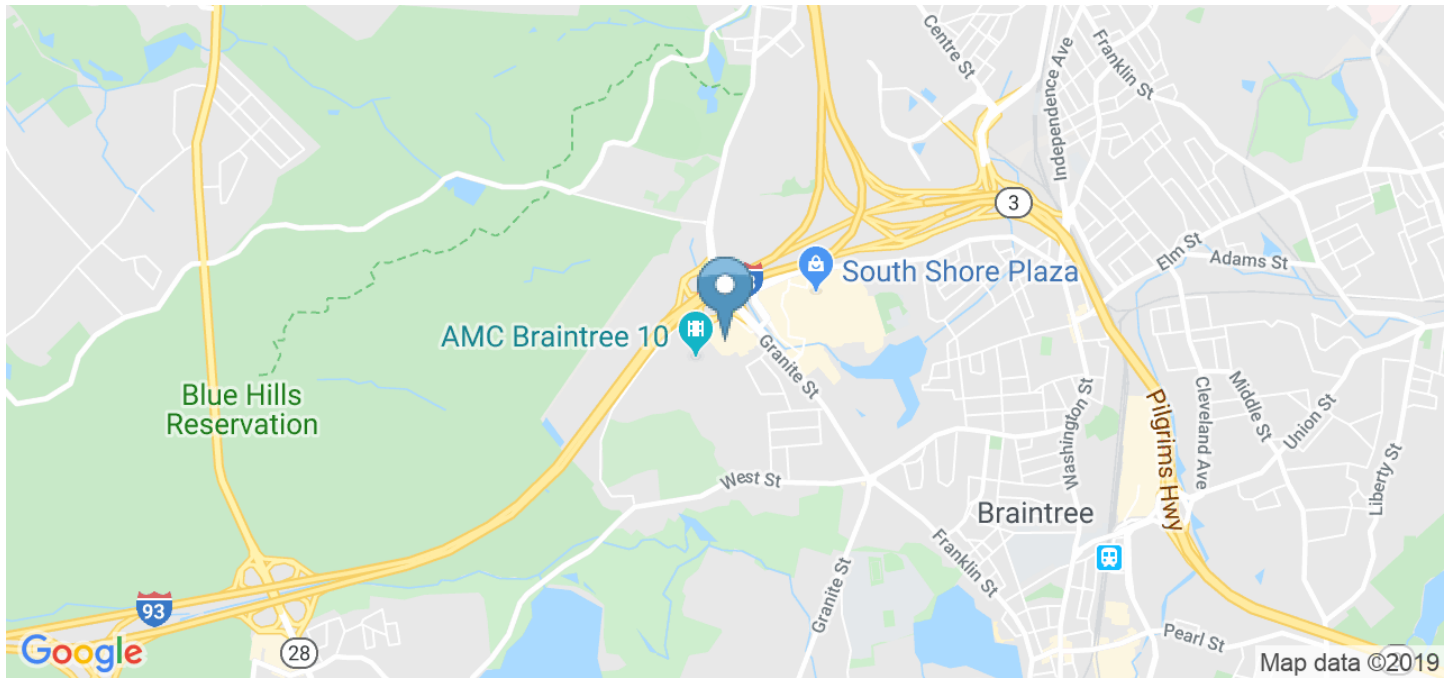 Centre St
Independence Ave
Franklin St
3
Elm St
Adams St
South Shore Plaza
AMC Braintree 10
Granite St
Blue Hills
Reservation
Washington St
Pilgrims Hwy
Cleveland Ave
Middle St
Union St
Liberty St
West St
Braintree
Franklin St
Granite St
93
28
Pearl St
Google
Map data ©2019